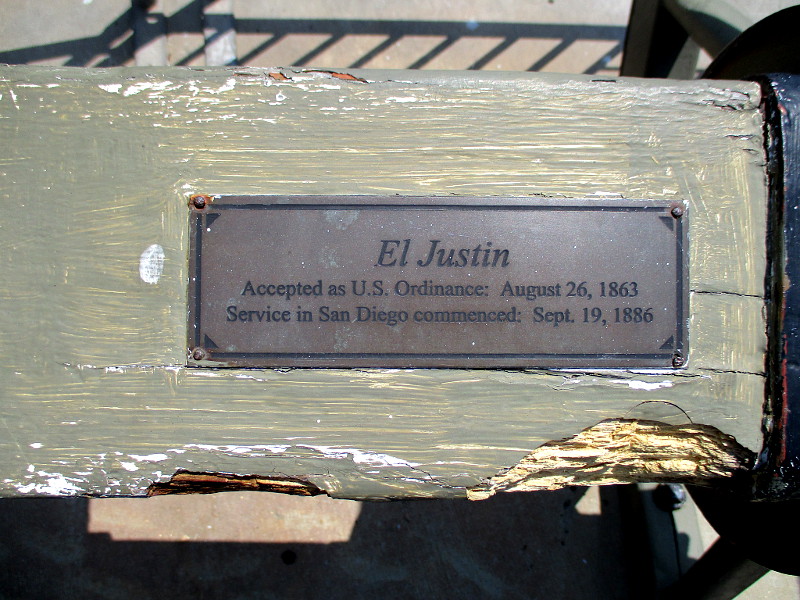 El Justin
Accepted as U.S. Ordinance: August 26, 1863
Service in San Diego commenced: Sept. 19, 1886